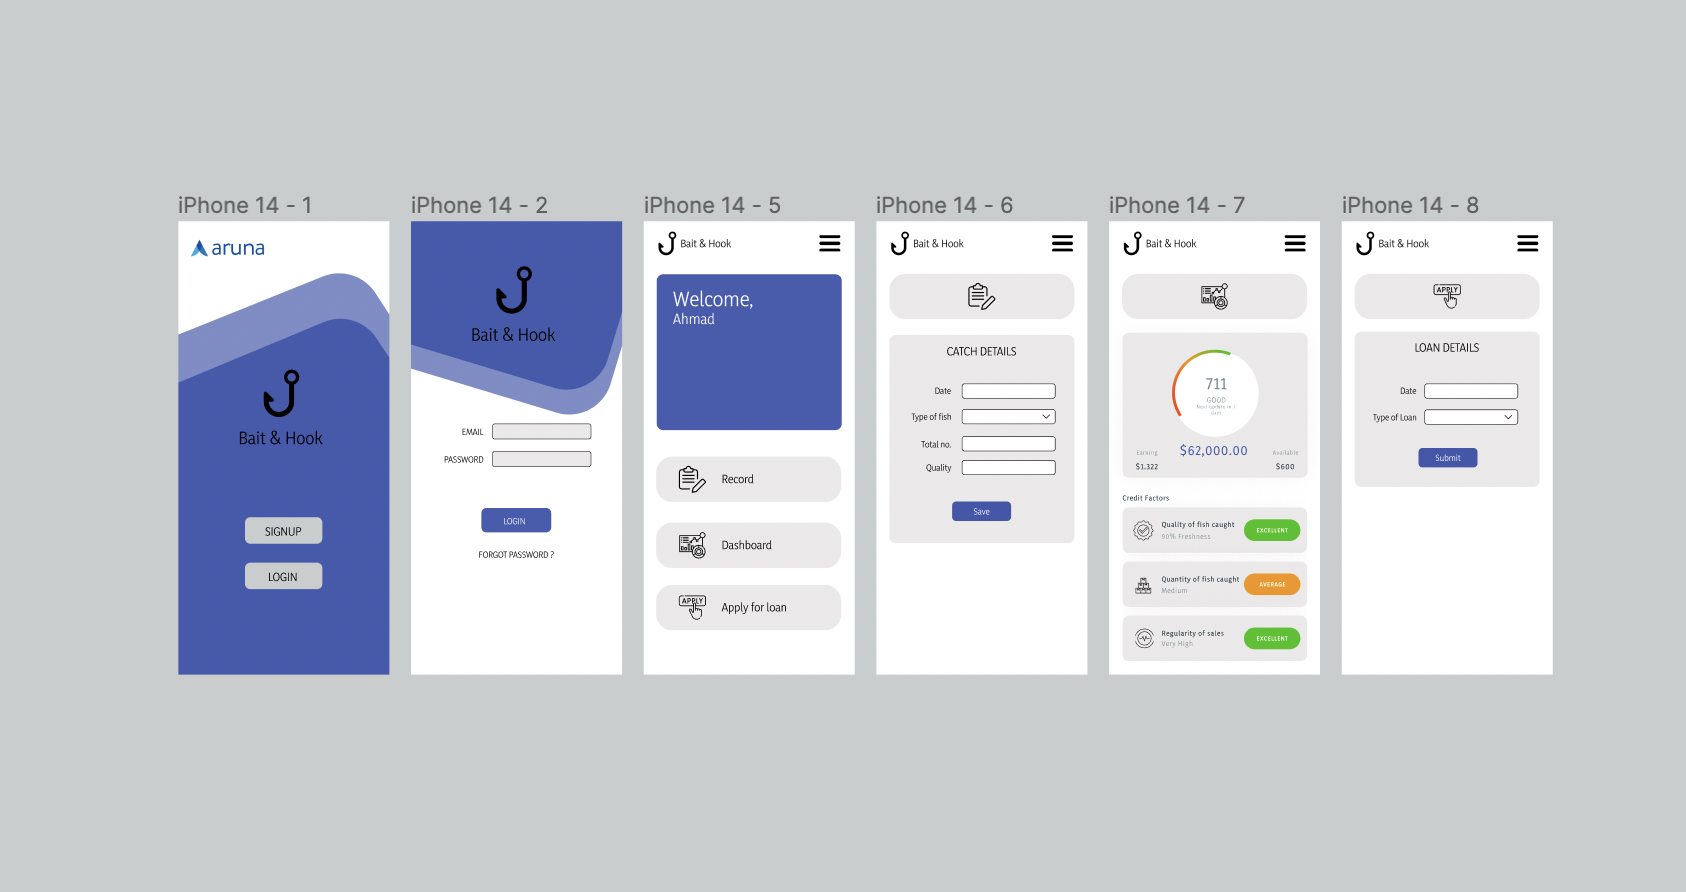 iPhone 14 - 1
aruna
Bait & Hook
SIGNUP
LOGIN
iPhone 14 - 2
Bait & Hook
EMAIL
PASSWORD
LOGIN
FORGOT PASSWORD ?
iPhone 14 - 5
Bait & Hook
Welcome,
Ahmad
Record
Dashboard
APPLY
Apply for loan
iPhone 14 - 6
Bait & Hook
CATCH DETAILS
Date
Type of fish
Total no.
Quality
Save
iPhone 14 - 7
Bait & Hook
711
GOOD
Next update in 7
days
$62,000.00
Earning
$1.322
Available
$600
Credit Factors
Quality of fish caught
90% Freshness
EXCELLENT
Quantity of fish caught
Medium
AVERAGE
Regularity of sales
Very High
EXCELLENT
iPhone 14 - 8
Bait & Hook
APPLY
LOAN DETAILS
Date
Type of Loan
Submit